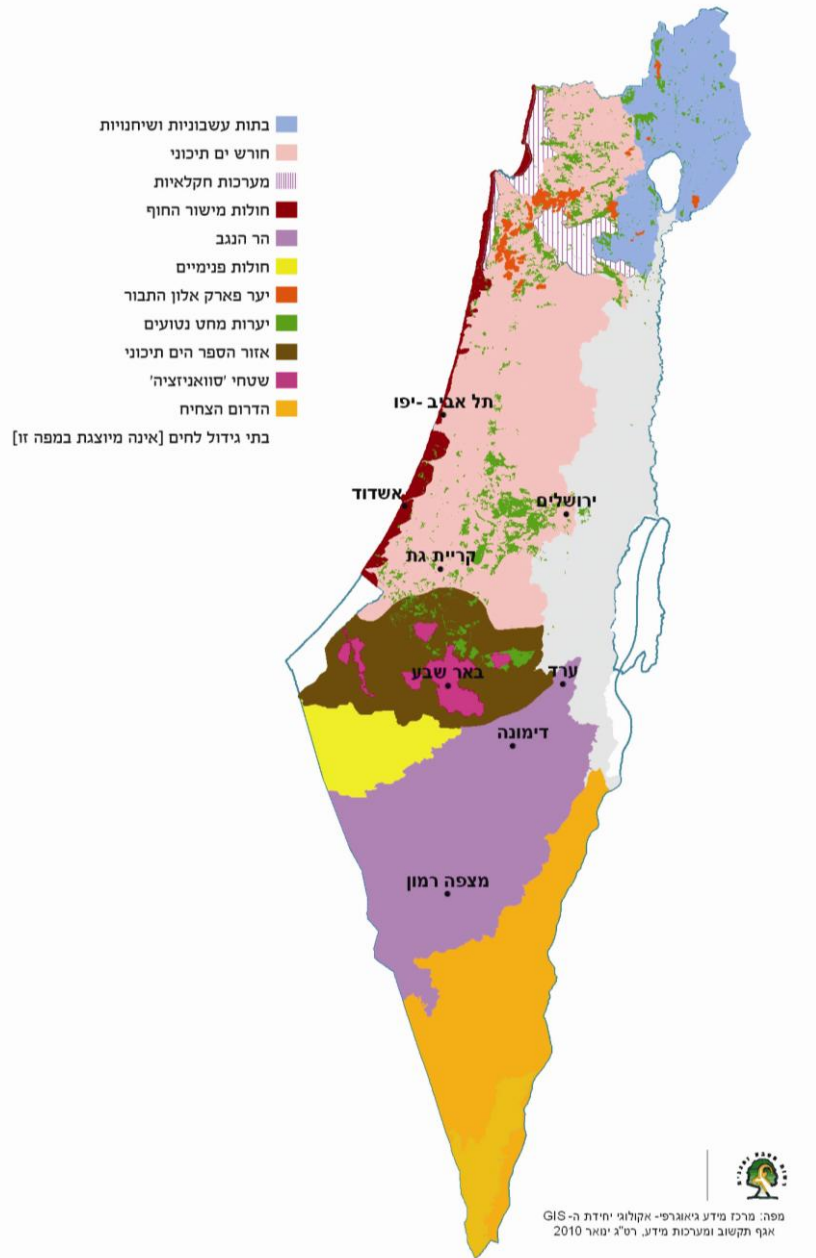 בתות עשבוניות ושיחנויות
חורש ים תיכוני
מערכות חקלאיות
חולות מישור החוף
הר הנגב
חולות פנימיים
יער פארק אלון התבור
יערות מחט נטועים
אזור הספר הים תיכוני
שטחי 'סוואניזציה'
הדרום הצחיח
בתי גידול לחים [אינה מיוצגת במפה זו]
תל אביב -יפו
אשדוד
ירושלים
קריית גת
ערד
באר שבע
דימונה
מצפה רמון
מפה: מרכז מידע גיאוגרפי- אקולוגי יחידת ה- GIS
אגף תקשוב ומערכות מידע, רט"ג ינואר 2010